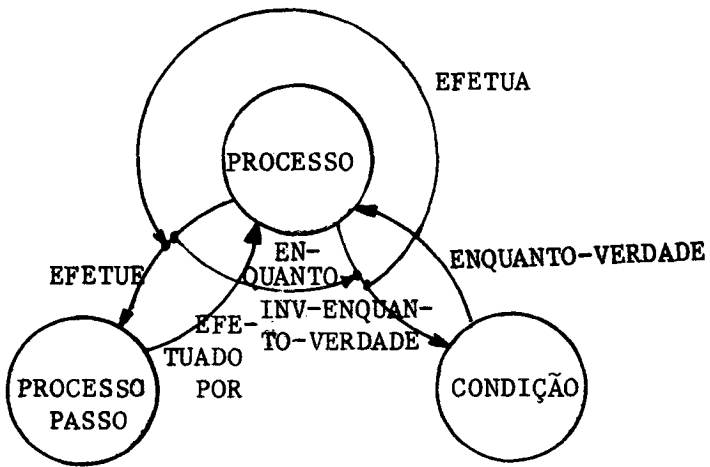 EFETUA
PROCESSO
EN-
QUANTO
ENQUANTO-VERDADE
EFETUE
INV-ENQUAN-
TO-VERDADE
EFE-
TUADO
POR
PROCESSO
PASSO
CONDIÇÃO